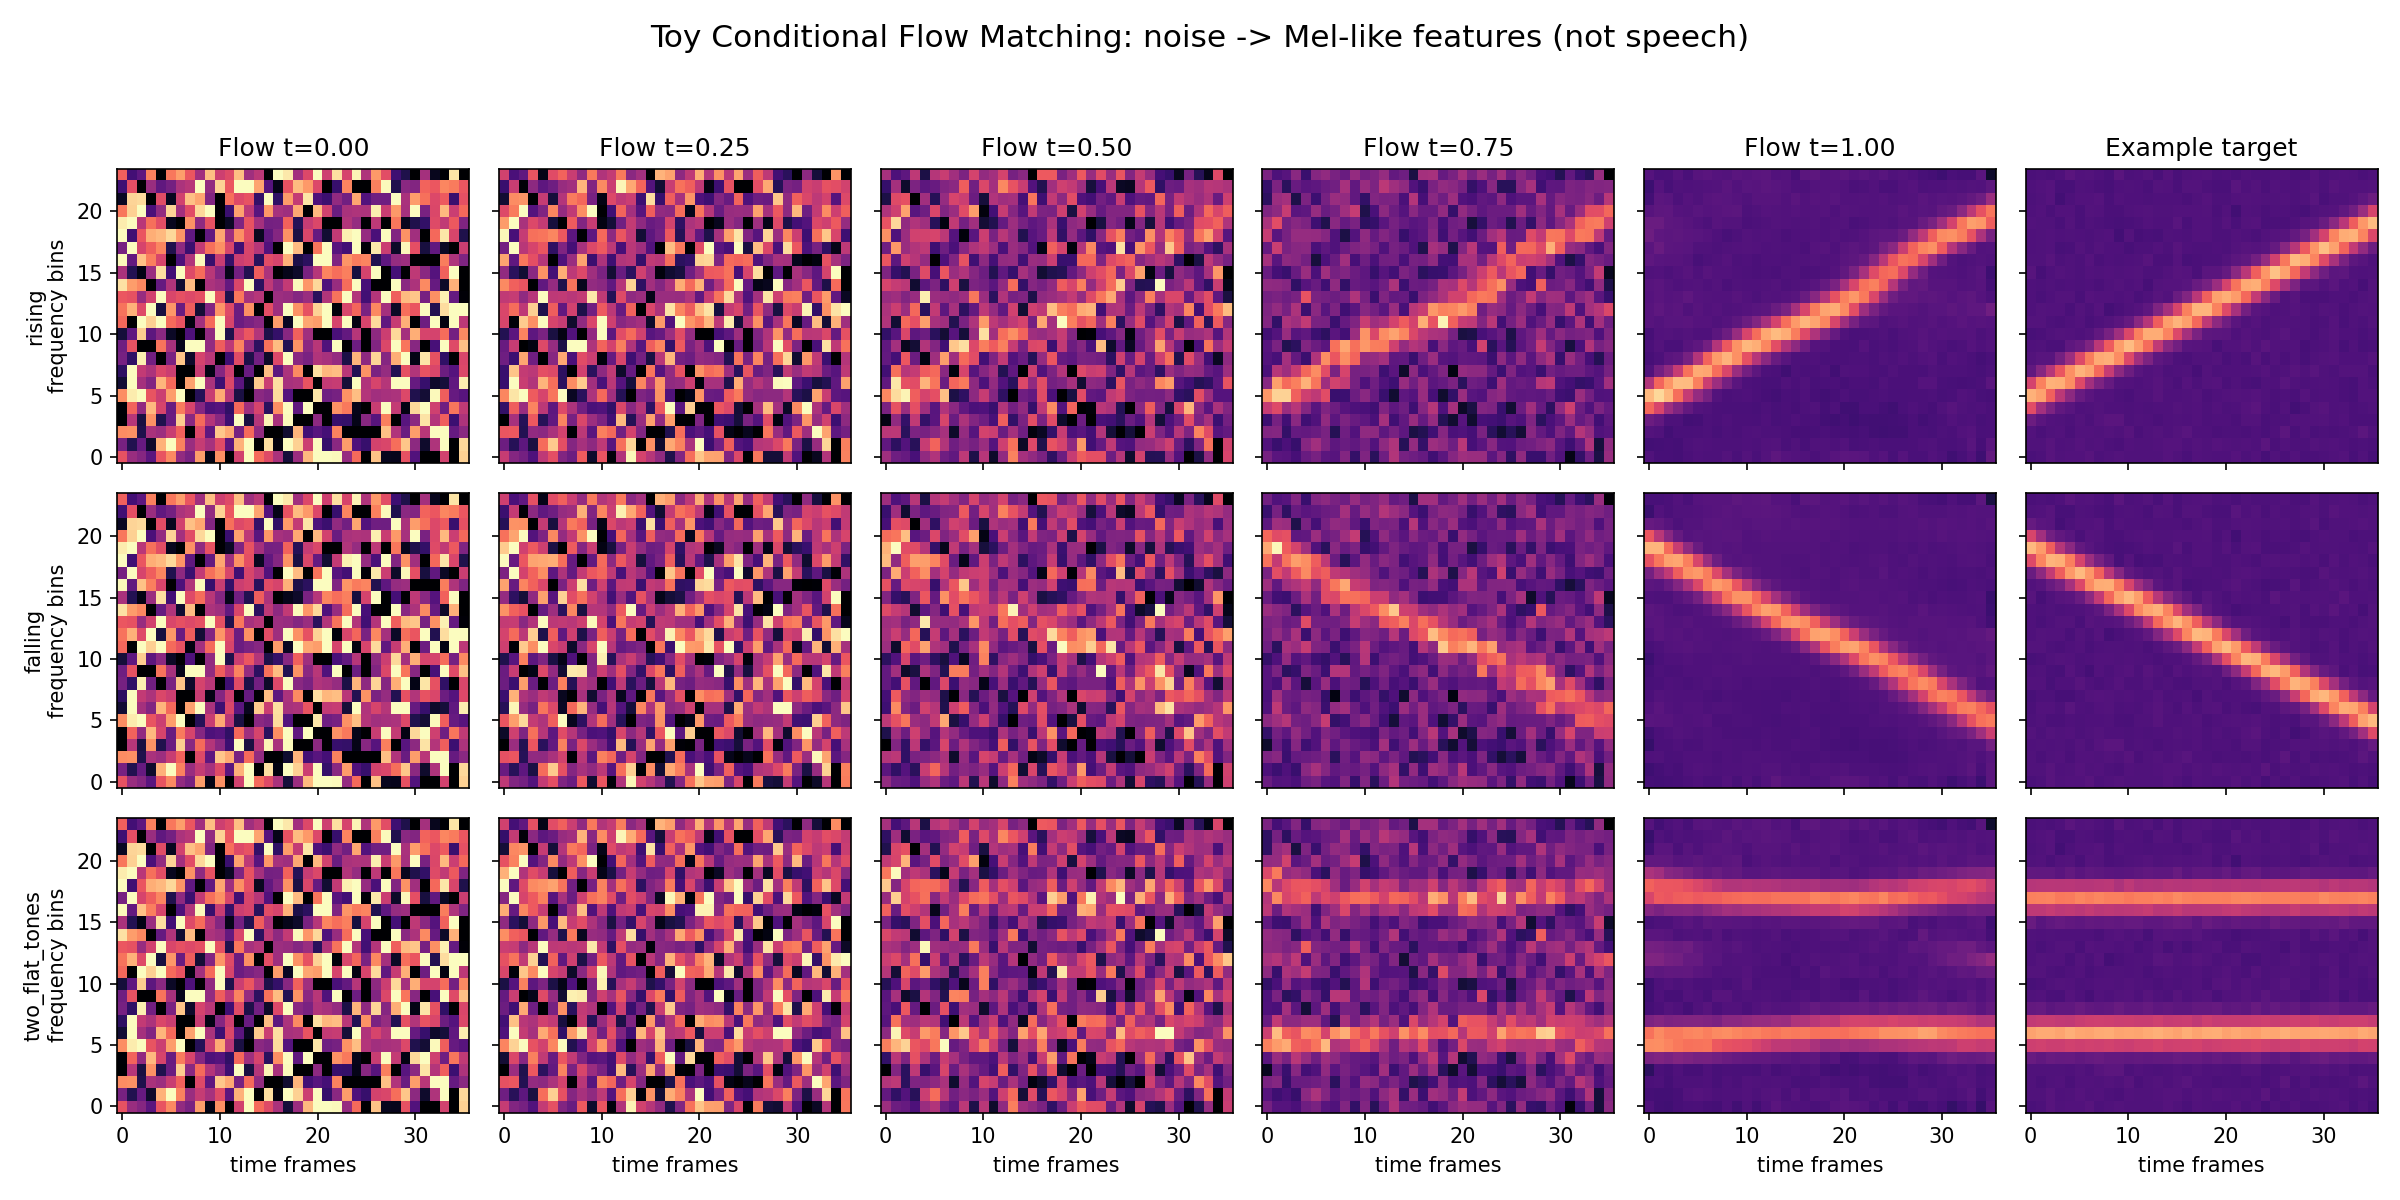 Toy Conditional Flow Matching: noise -> Mel-like features (not speech)
Flow t=0.00
Flow t=0.25
Flow t=0.50
Flow t=0.75
Flow t=1.00
Example target
rising
frequency bins
20
15
10
5
0
0 10 20 30
falling
frequency bins
20
15
10
5
0
two_flat_tones
frequency bins
20
15
10
5
0
0 10 20 30
0 10 20 30
0 10 20 30
0 10 20 30
0 10 20 30
time frames
time frames
time frames
time frames
time frames
time frames